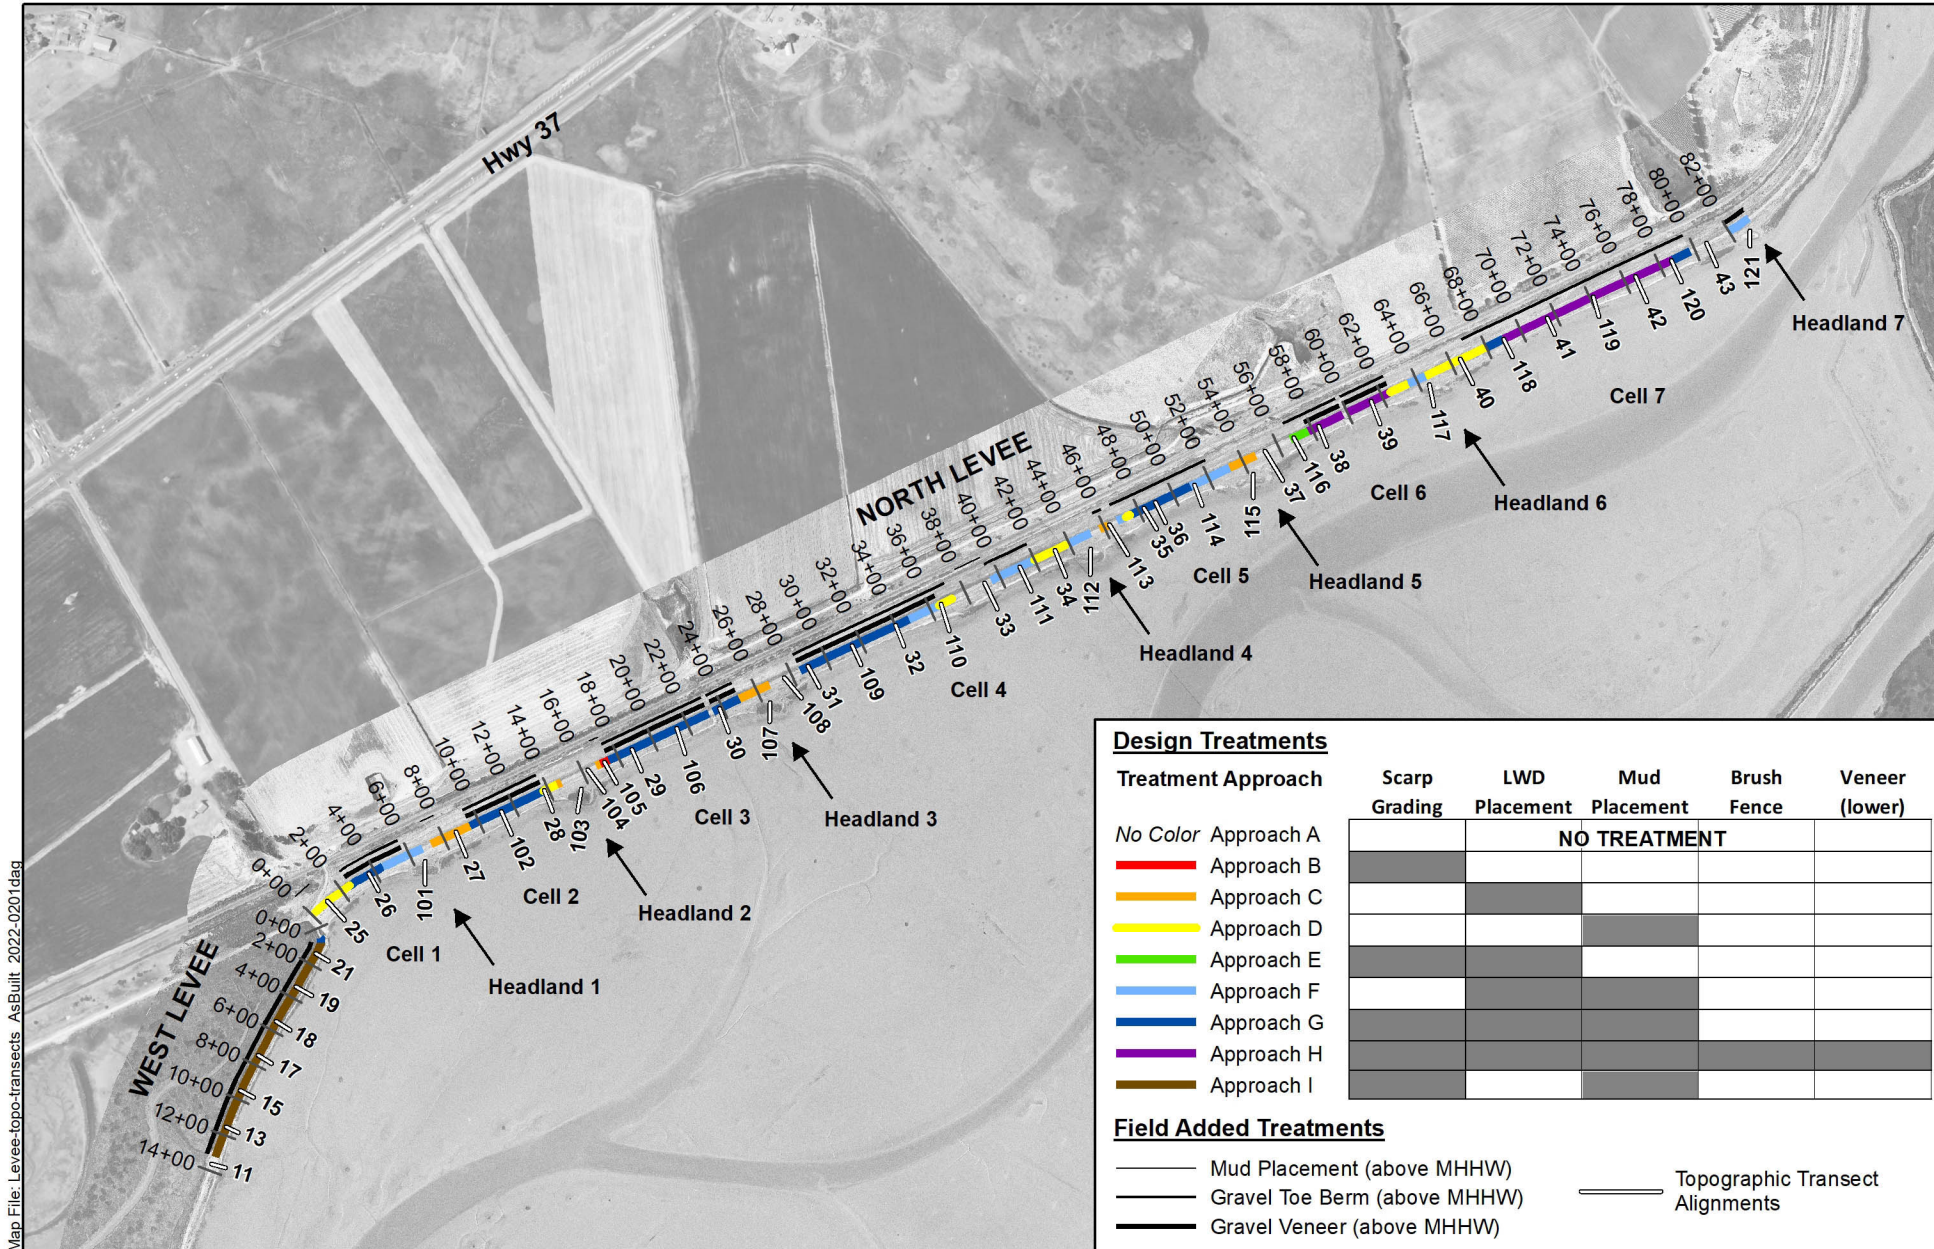 Hwy 37
NORTH LEVEE
WEST LEVEE
0+00
2+00
4+00
6+00
8+00
10+00
12+00
14+00
16+00
18+00
20+00
22+00
24+00
26+00
28+00
30+00
32+00
34+00
36+00
38+00
40+00
42+00
44+00
46+00
48+00
50+00
52+00
54+00
56+00
58+00
60+00
62+00
64+00
66+00
68+00
70+00
72+00
74+00
76+00
78+00
80+00
82+00
0+00
2+00
4+00
6+00
8+00
10+00
12+00
14+00
21
19
18
17
15
13
11
25
26
101
27
102
28
103
104
105
29
106
30
107
108
31
109
32
110
33
111
34
112
113
35
36
114
115
37
116
38
39
117
40
118
41
119
42
120
43
121
Cell 1
Headland 1
Cell 2
Headland 2
Cell 3
Headland 3
Cell 4
Headland 4
Cell 5
Headland 5
Cell 6
Headland 6
Cell 7
Headland 7
Design Treatments
Treatment Approach
Scarp Grading
LWD Placement
Mud Placement
Brush Fence
Veneer (lower)
No Color Approach A NO TREATMENT
Approach B
Approach C
Approach D
Approach E
Approach F
Approach G
Approach H
Approach I
Field Added Treatments
Mud Placement (above MHHW)
Gravel Toe Berm (above MHHW)
Gravel Veneer (above MHHW)
Topographic Transect
Alignments
Map File: Levee-topo-transects_AsBuilt_2022-0201dag